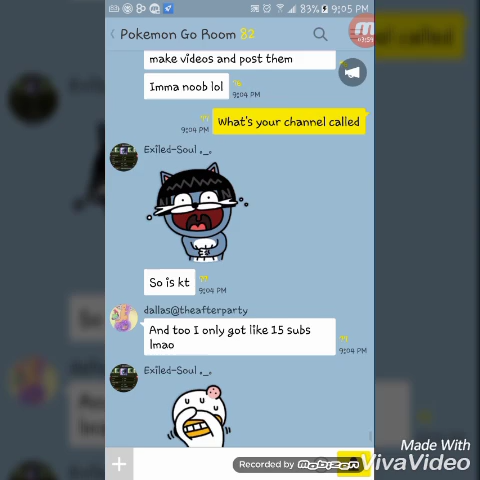 83% 9:05 PM
Pokemon Go Room 82
make videos and post them
Imma noob lol
9:04 PM
What's your channel called
9:04 PM
Exiled-Soul ._.
So is kt
9:04 PM
dallas@theafterparty
And too I only got like 15 subs
lmao
9:04 PM
Exiled-Soul ._.
Recorded by mobizen
Made With
VivaVideo